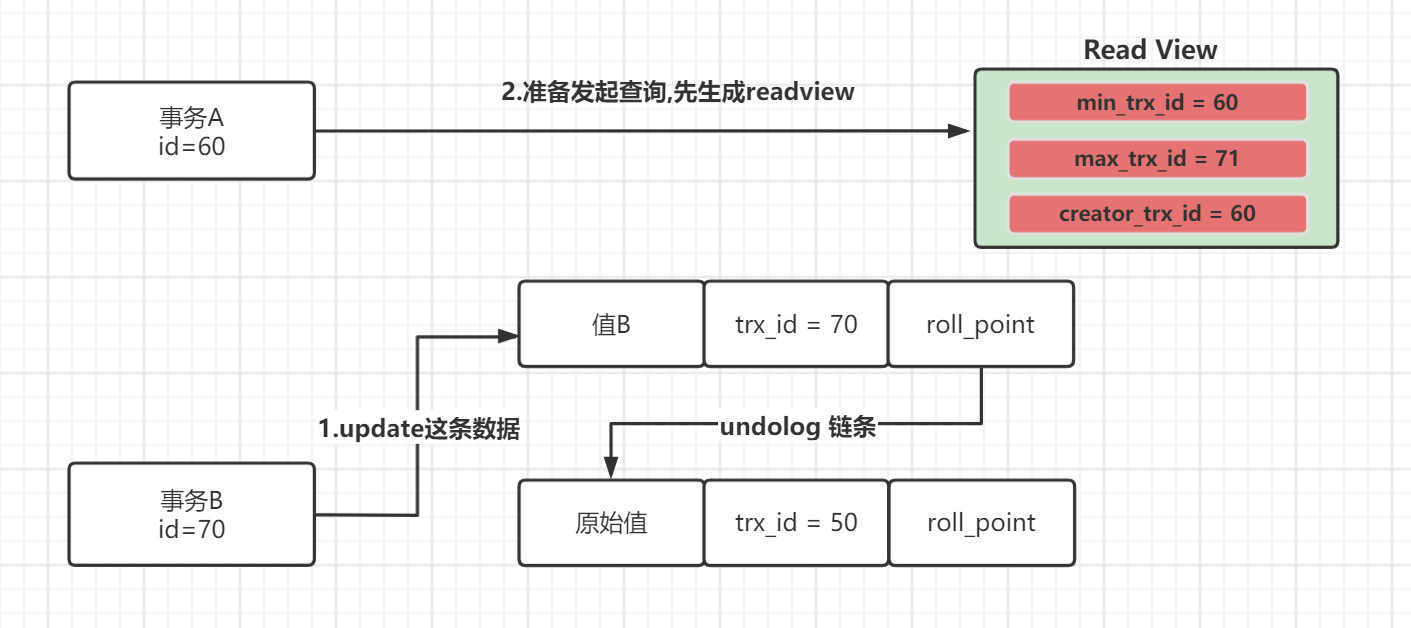 Read View
事务A
id=60
2.准备发起查询,先生成readview
min_trx_id = 60
max_trx_id = 71
creator_trx_id = 60
值B
trx_id = 70
roll_point
1.update这条数据
undolog 链条
事务B
id=70
原始值
trx_id = 50
roll_point